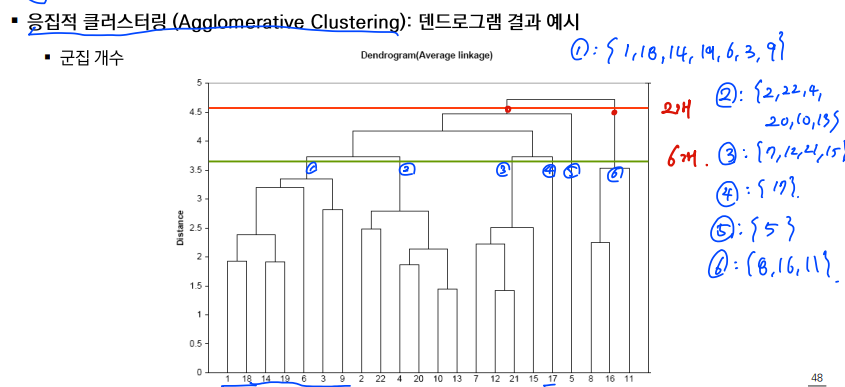 ▪ 응집적 클러스터링 (Agglomerative Clustering): 덴드로그램 결과 예시
▪ 군집 개수
Dendrogram(Average linkage)
①: {1,18,14,19,6,3,9}
②: {2,22,4,
20,10,13}
2개
6개.
③: {7,12,21,15}
④: {17}.
⑤: {5}
⑥: {8,16,11}.
5
4.5
4
3.5
3
2.5
2
1.5
1
0.5
0
Distance
① ② ③ ④ 5 ⑥
1 18 14 19 6 3 9 2 22 4 20 10 13 7 12 21 15 17 5 8 16 11
48